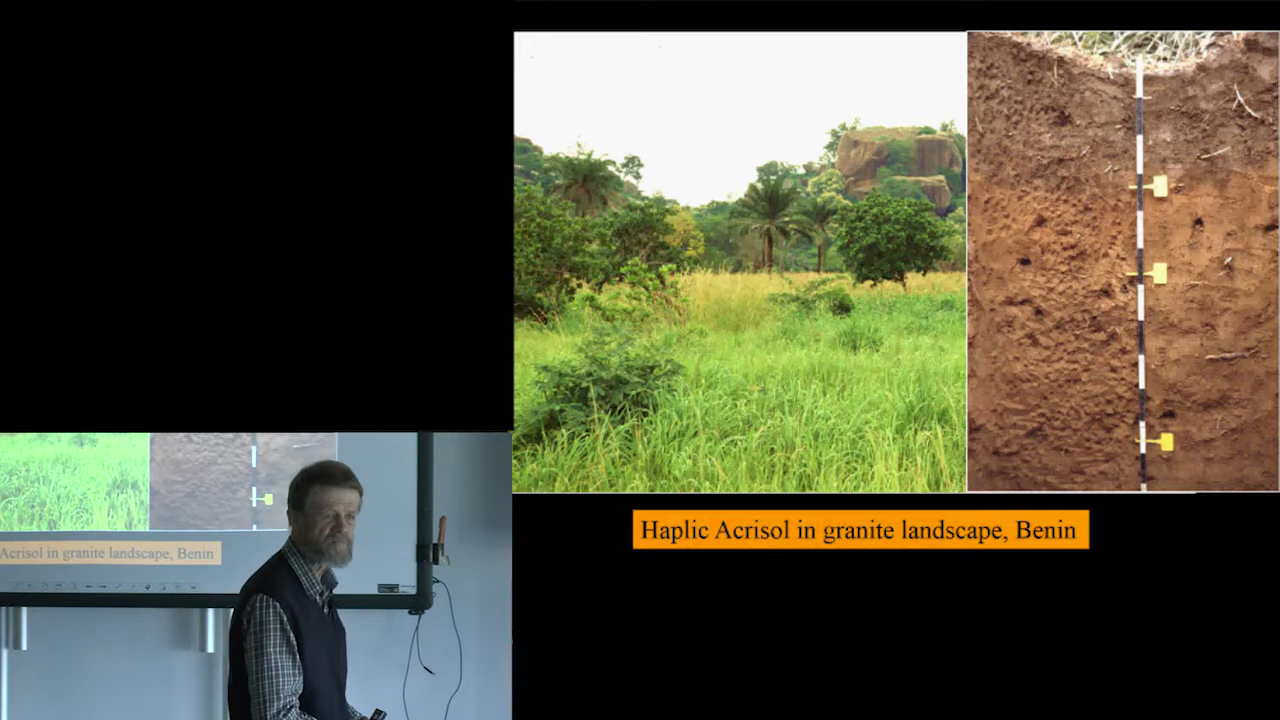 Haplic Acrisol in granite landscape, Benin
Acrisol in granite landscape, Benin